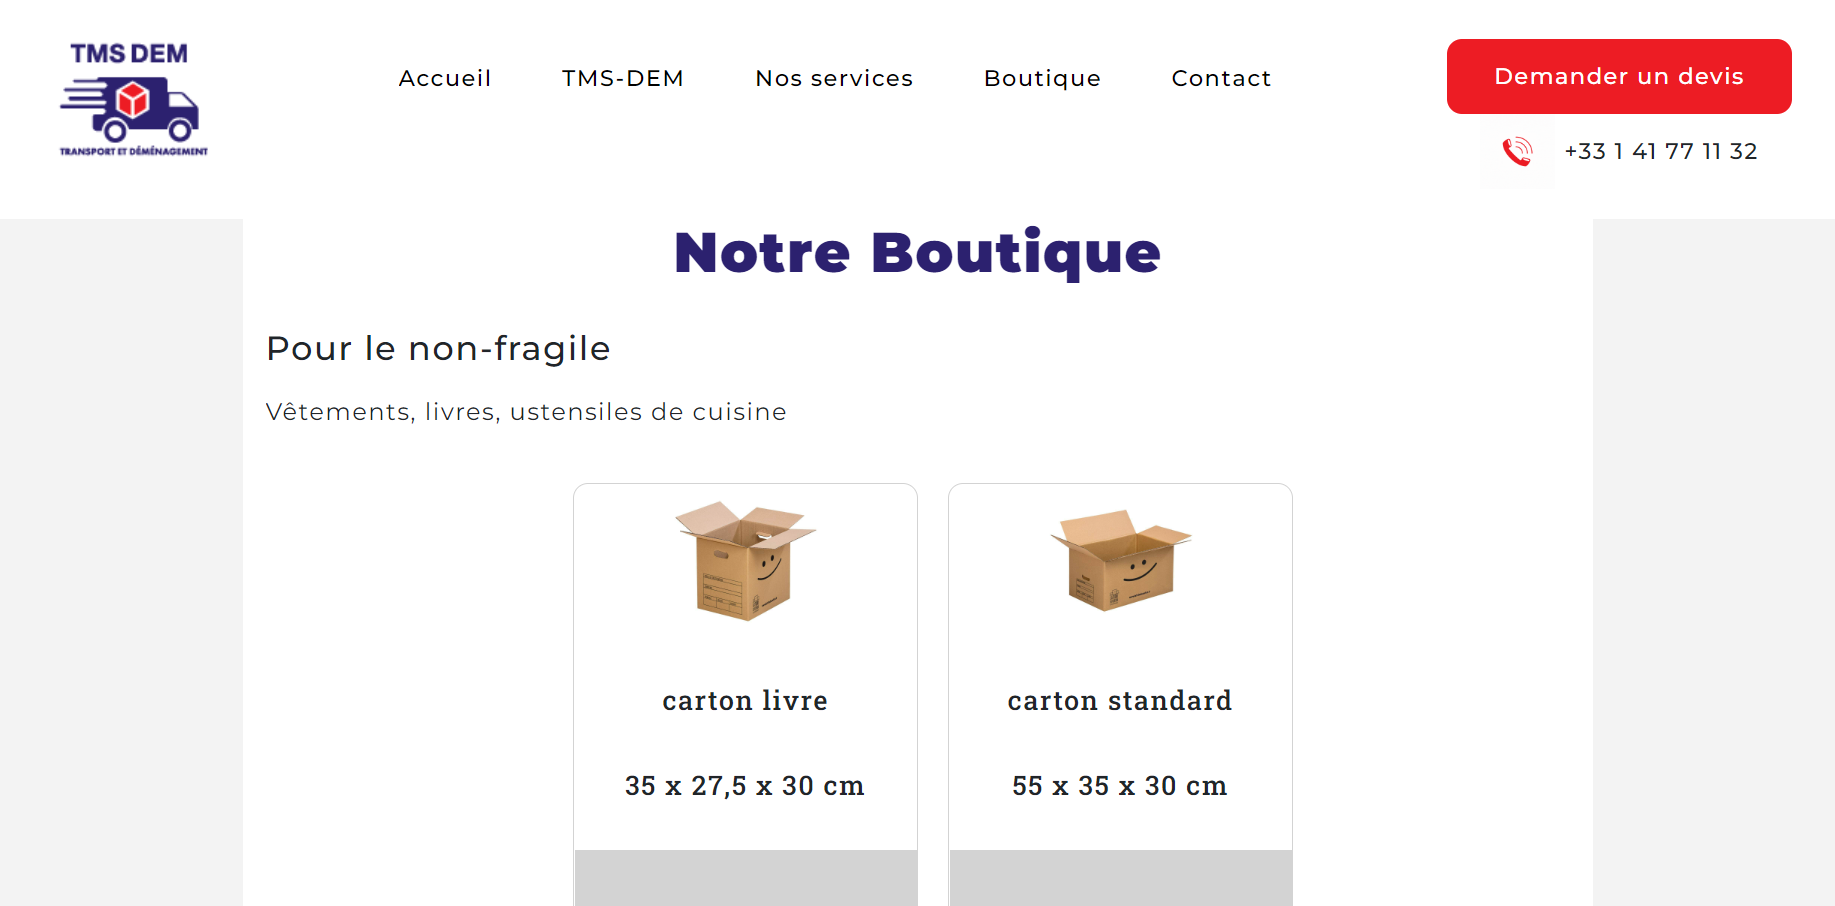 TMS DEM
TRANSPORT ET DÉMÉNAGEMENT
Accueil
TMS-DEM
Nos services
Boutique
Contact
Demander un devis
+33 1 41 77 11 32
Notre Boutique
Pour le non-fragile
Vêtements, livres, ustensiles de cuisine
carton livre
35 x 27,5 x 30 cm
carton standard
55 x 35 x 30 cm